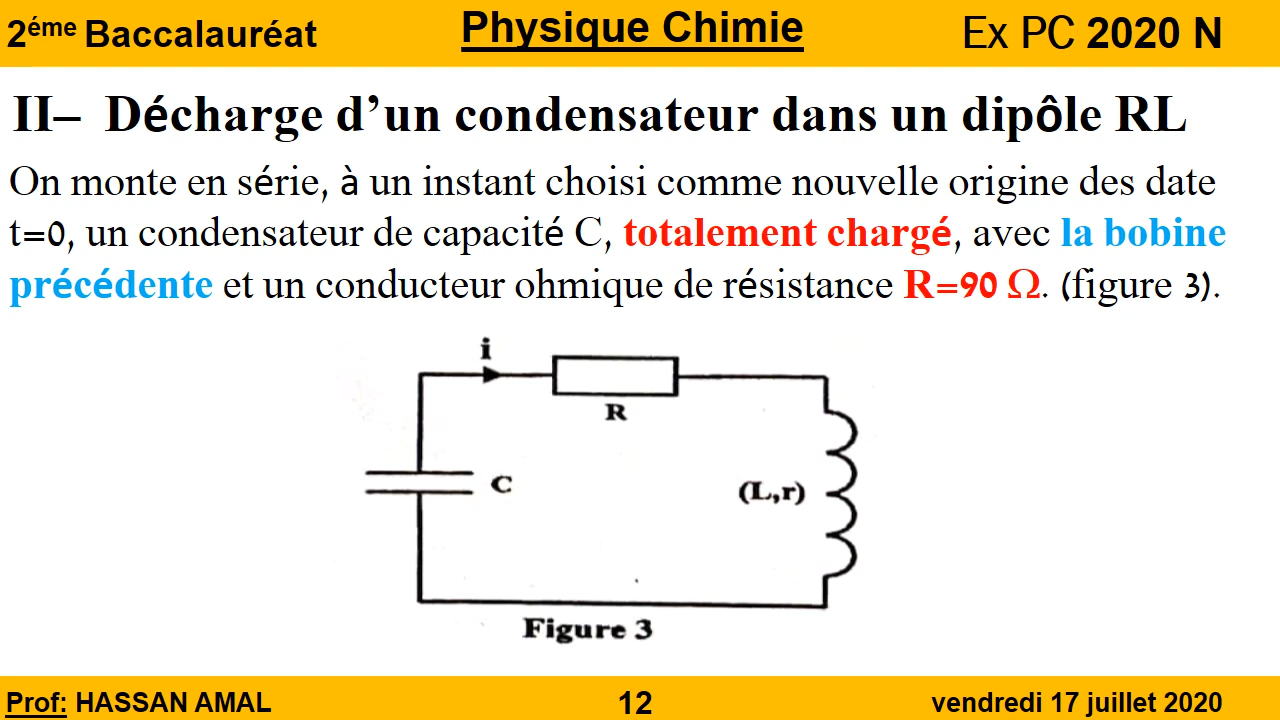 2éme Baccalauréat
Physique Chimie
Ex PC 2020 N
II– Décharge d’un condensateur dans un dipôle RL
On monte en série, à un instant choisi comme nouvelle origine des date
t=0, un condensateur de capacité C, totalement chargé, avec la bobine
précédente et un conducteur ohmique de résistance R=90 Ω. (figure 3).
i
R
C
(L,r)
Figure 3
Prof: HASSAN AMAL
12
vendredi 17 juillet 2020